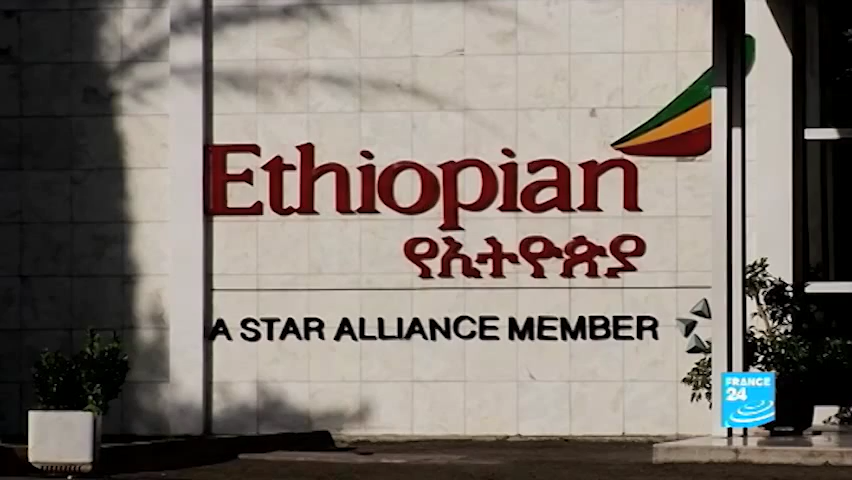 Ethiopian
የኢትዮጵያ
A STAR ALLIANCE MEMBER
FRANCE
24